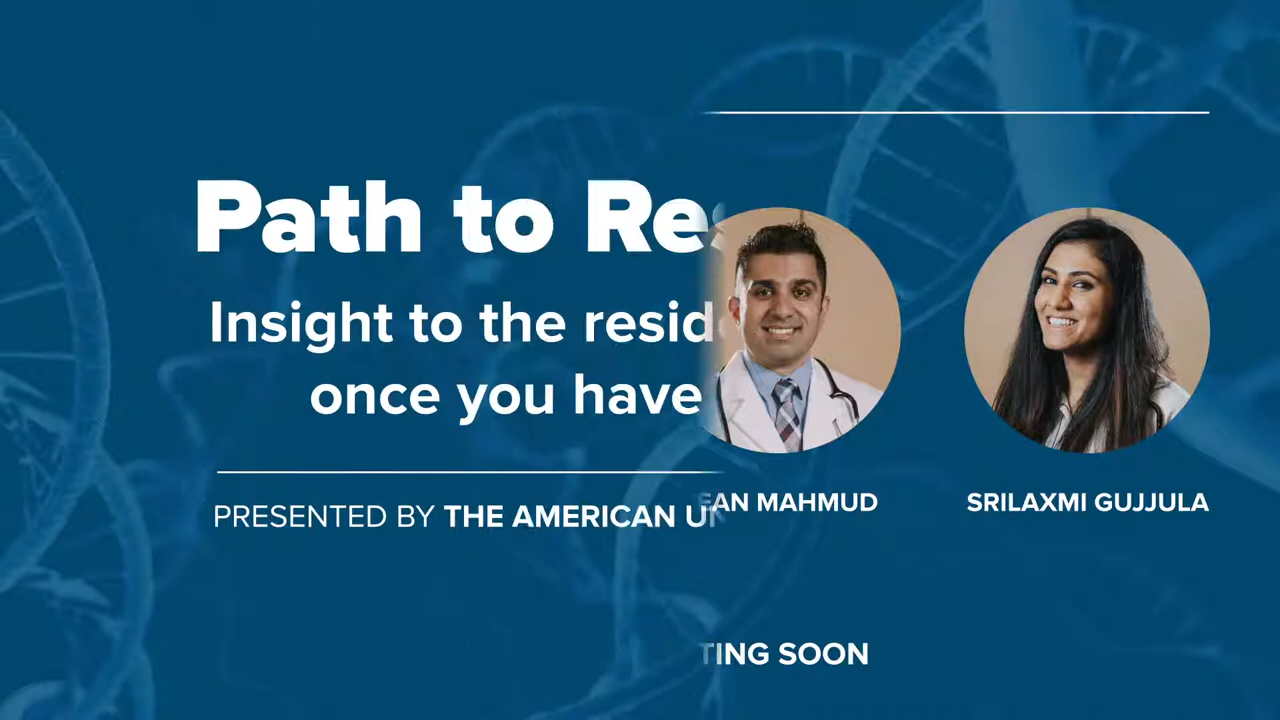 Path to Re
Insight to the resid
once you have
PRESENTED BY THE AMERICAN U
AN MAHMUD
SRILAXMI GUJJULA
TING SOON